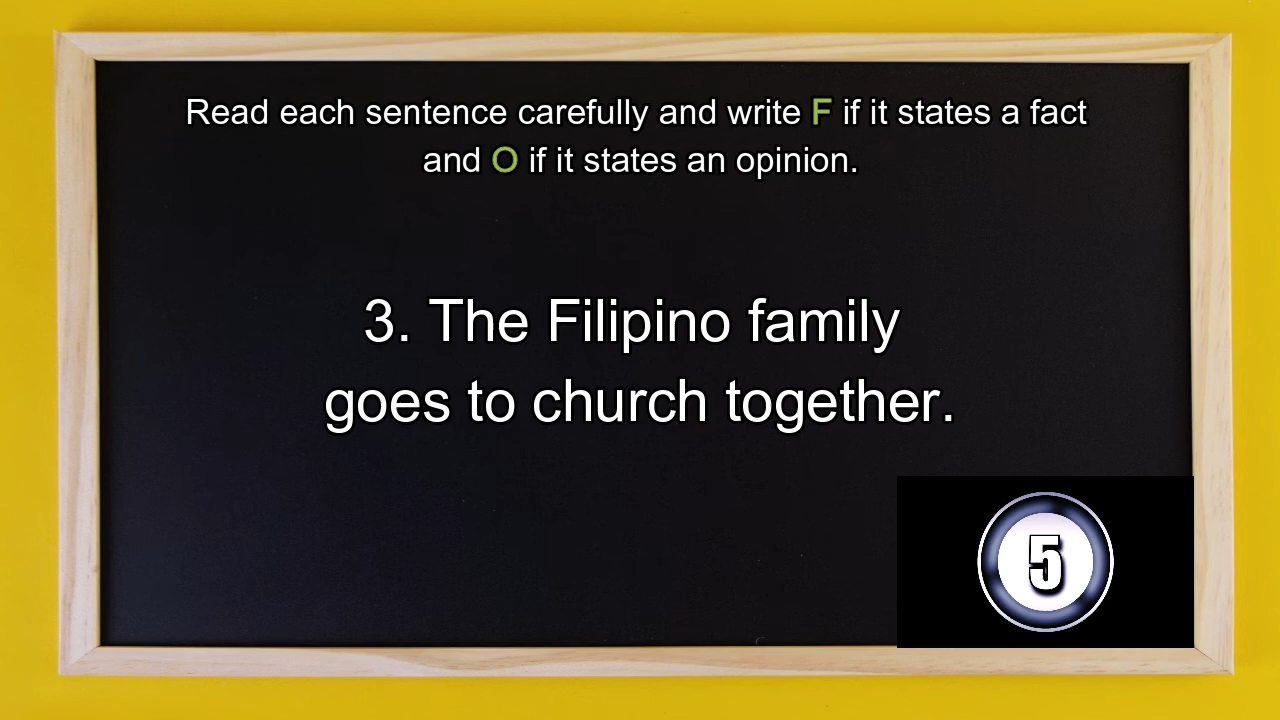 Read each sentence carefully and write F if it states a fact
and O if it states an opinion.
3. The Filipino family
goes to church together.
5